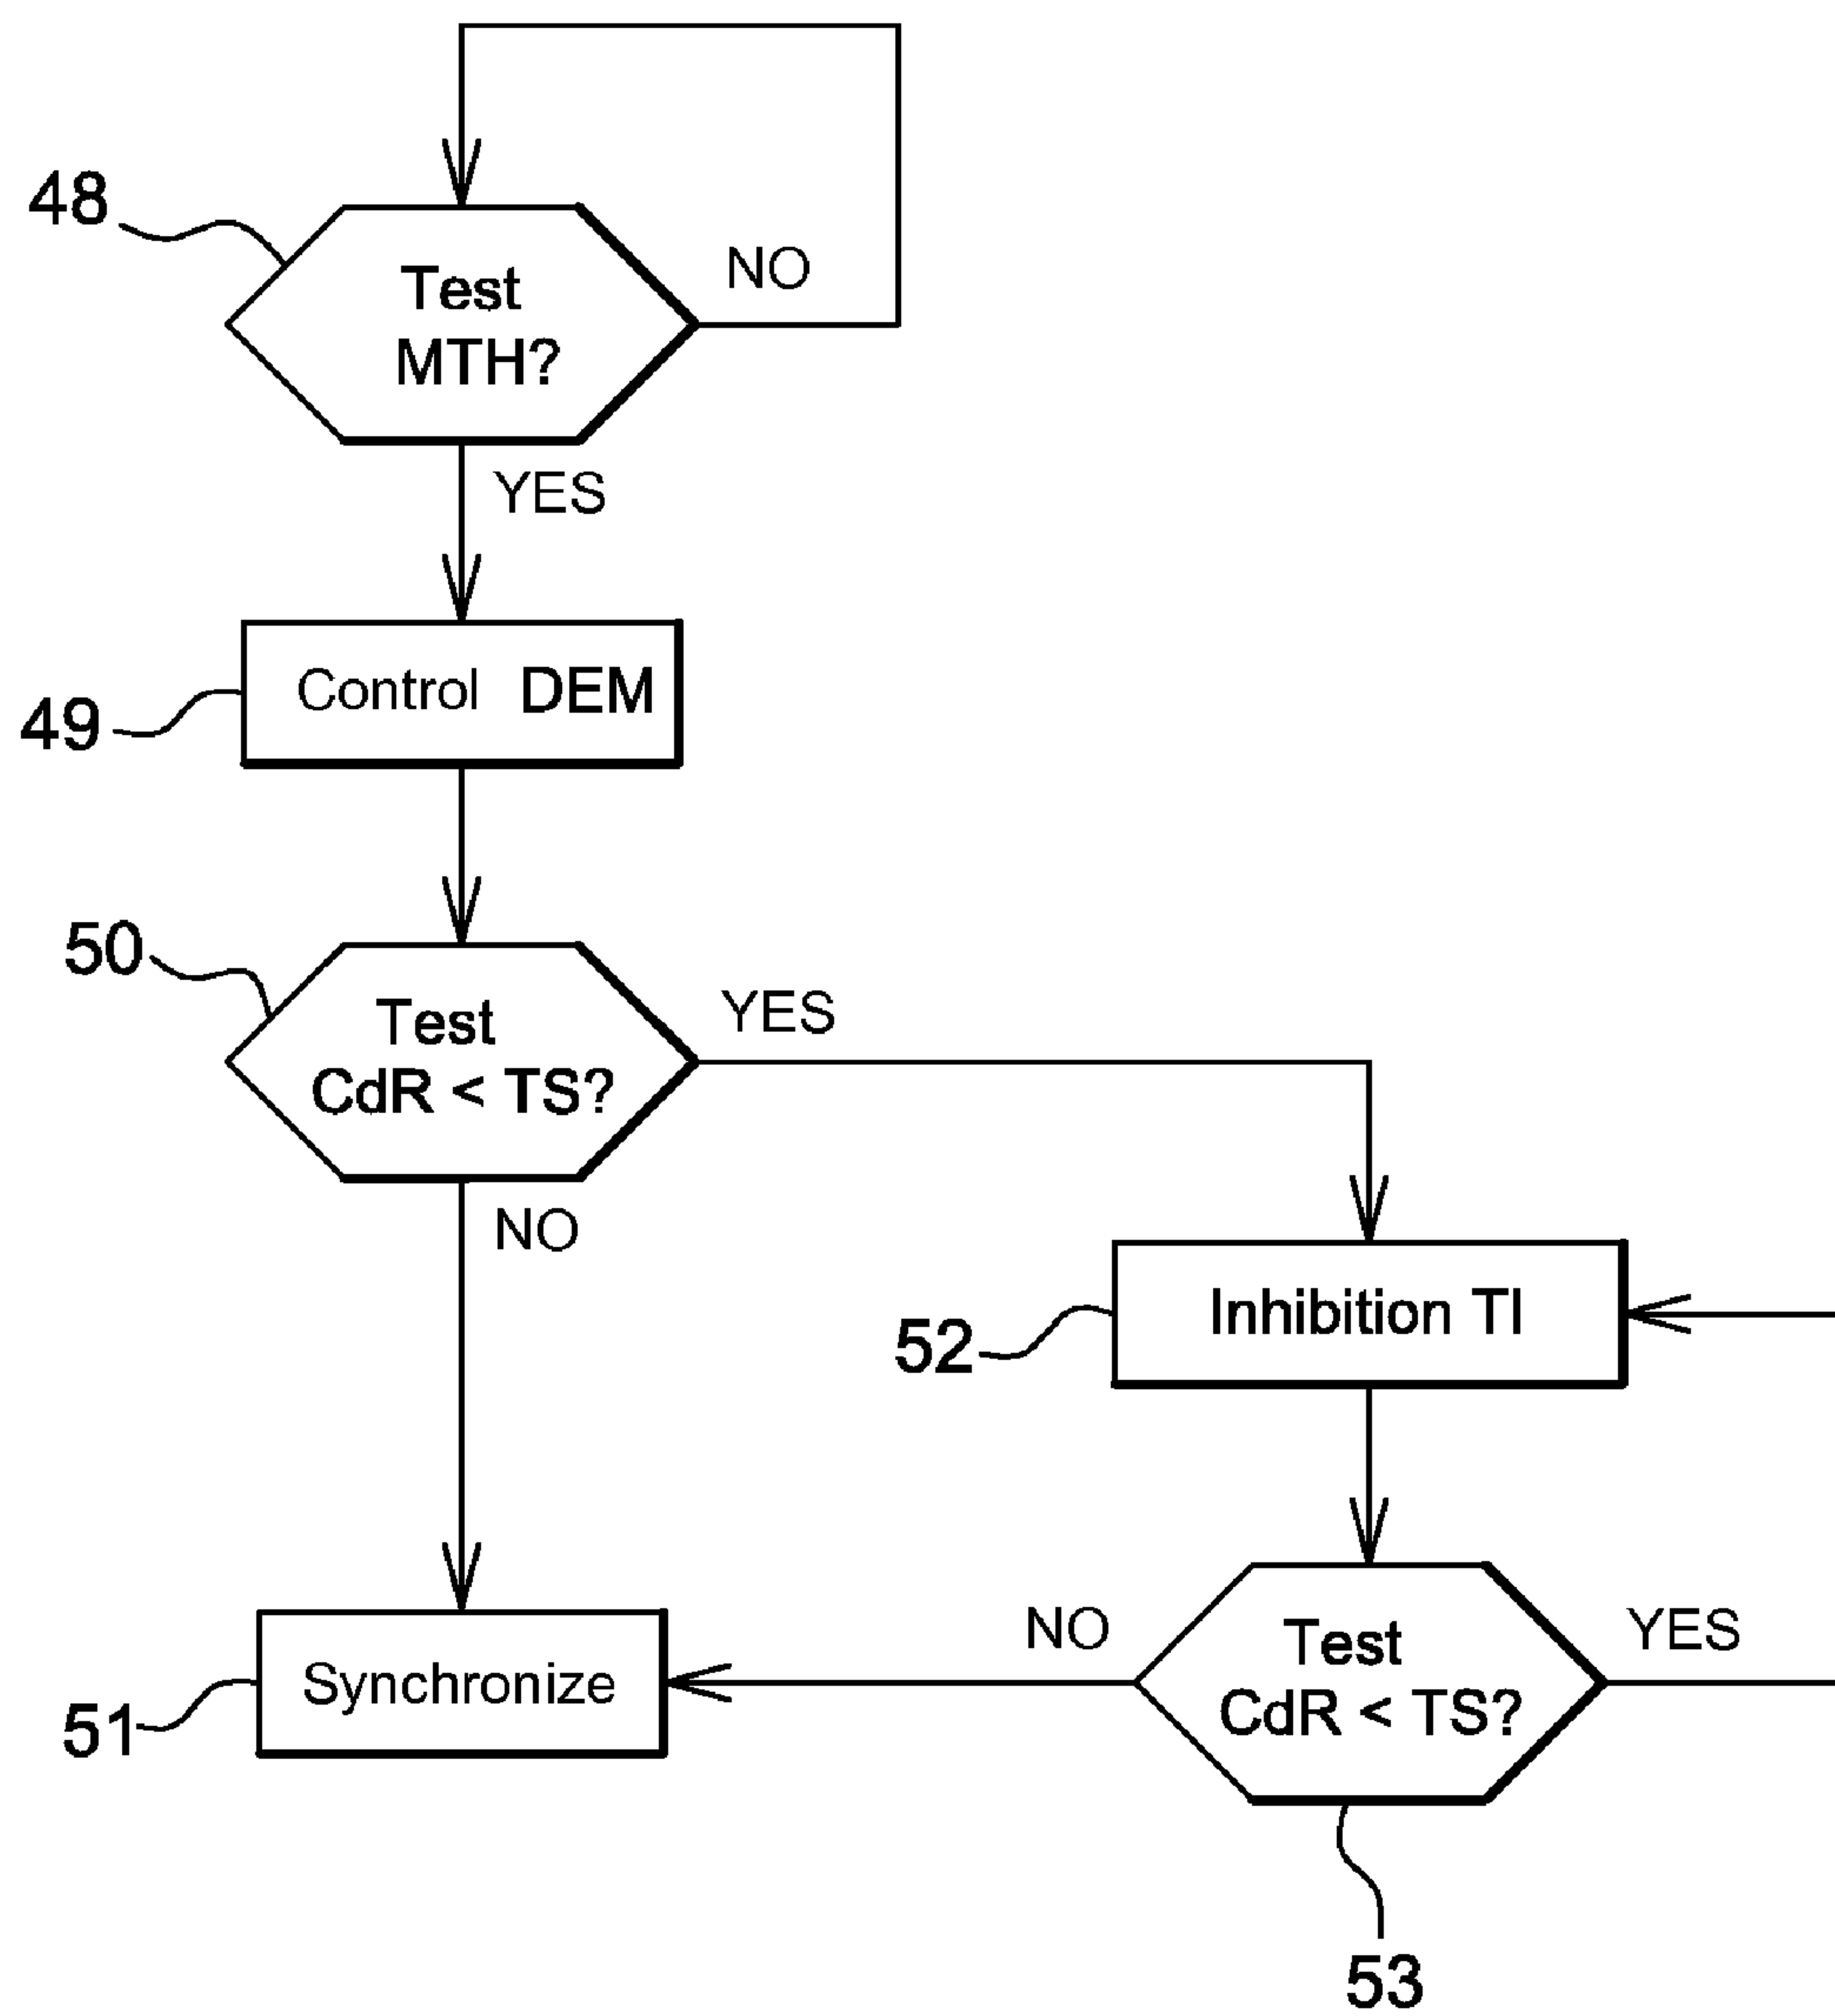 48
Test
MTH?
NO
YES
49
Control DEM
50
Test
CdR < TS?
YES
NO
52
Inhibition TI
51
Synchronize
NO
Test
CdR < TS?
YES
53